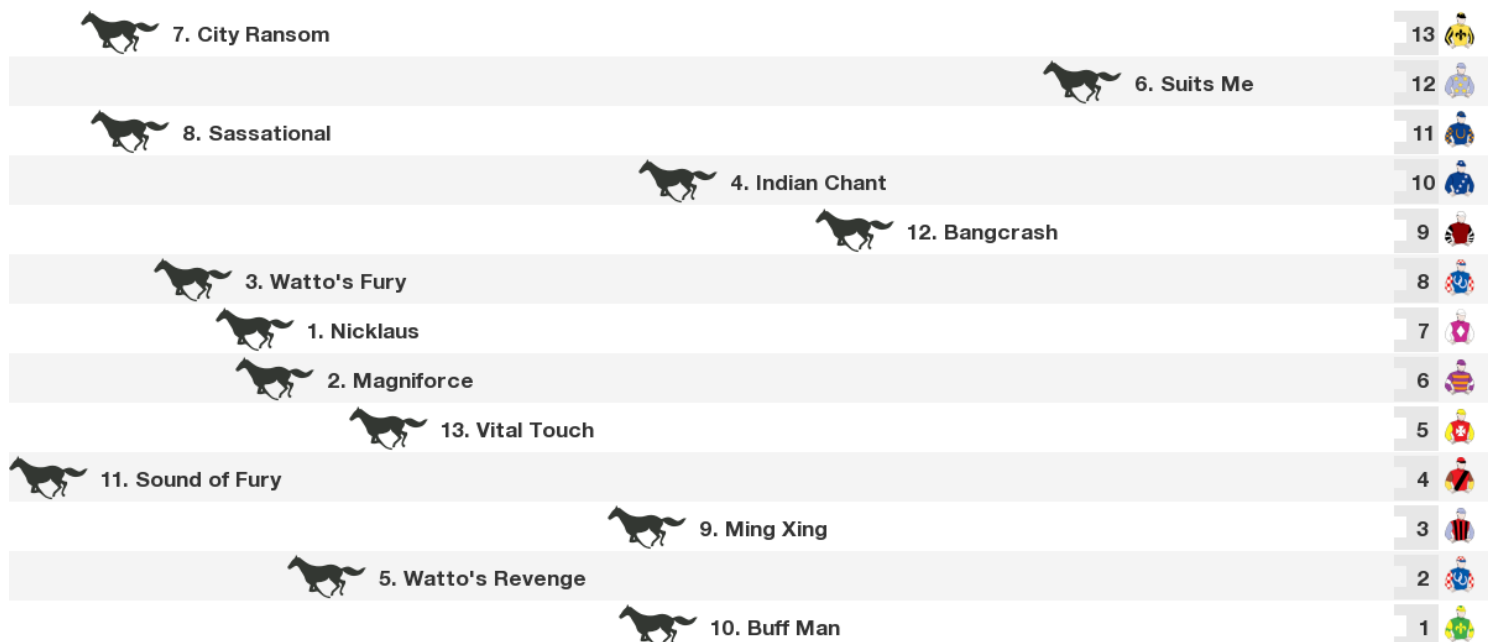 7. City Ransom 13
6. Suits Me 12
8. Sassational 11
4. Indian Chant 10
12. Bangcrash 9
3. Watto's Fury 8
1. Nicklaus 7
2. Magniforce 6
13. Vital Touch 5
11. Sound of Fury 4
9. Ming Xing 3
5. Watto's Revenge 2
10. Buff Man 1